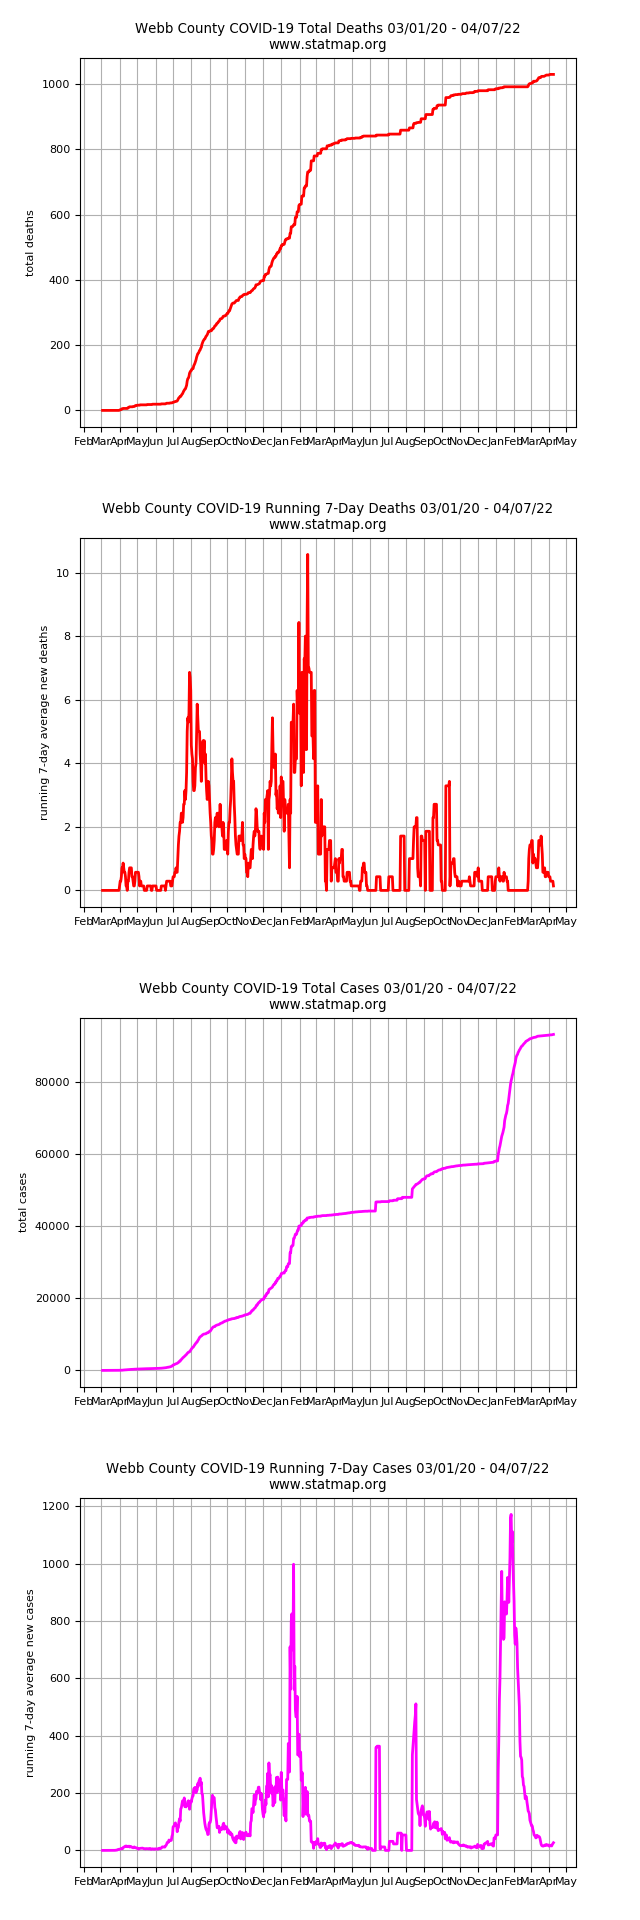 Webb County COVID-19 Total Deaths 03/01/20 - 04/07/22
www.statmap.org
1000
800
600
400
200
0
total deaths
Feb Mar Apr May Jun Jul Aug Sep Oct Nov Dec Jan Feb Mar Apr May Jun Jul Aug Sep Oct Nov Dec Jan Feb Mar Apr May
Webb County COVID-19 Running 7-Day Deaths 03/01/20 - 04/07/22
www.statmap.org
10
8
6
4
2
0
running 7-day average new deaths
Feb Mar Apr May Jun Jul Aug Sep Oct Nov Dec Jan Feb Mar Apr May Jun Jul Aug Sep Oct Nov Dec Jan Feb Mar Apr May
Webb County COVID-19 Total Cases 03/01/20 - 04/07/22
www.statmap.org
80000
60000
40000
20000
0
total cases
Feb Mar Apr May Jun Jul Aug Sep Oct Nov Dec Jan Feb Mar Apr May Jun Jul Aug Sep Oct Nov Dec Jan Feb Mar Apr May
Webb County COVID-19 Running 7-Day Cases 03/01/20 - 04/07/22
www.statmap.org
1200
1000
800
600
400
200
0
running 7-day average new cases
Feb Mar Apr May Jun Jul Aug Sep Oct Nov Dec Jan Feb Mar Apr May Jun Jul Aug Sep Oct Nov Dec Jan Feb Mar Apr May